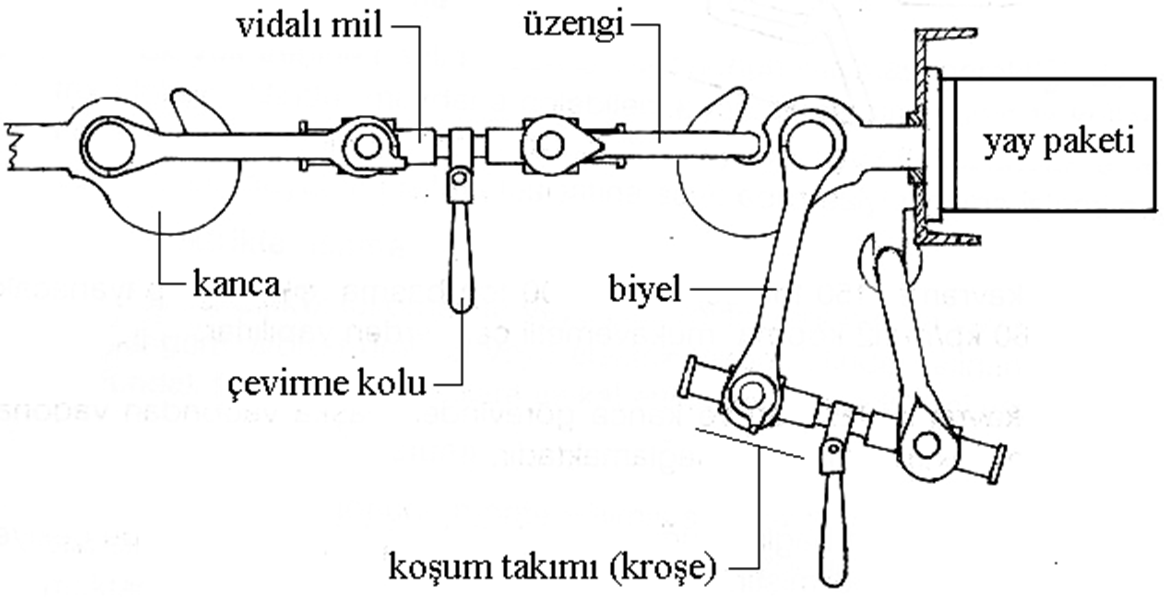 vidalı mil
üzengi
yay paketi
kanca
biyel
çevirme kolu
koşum takımı (kroşe)